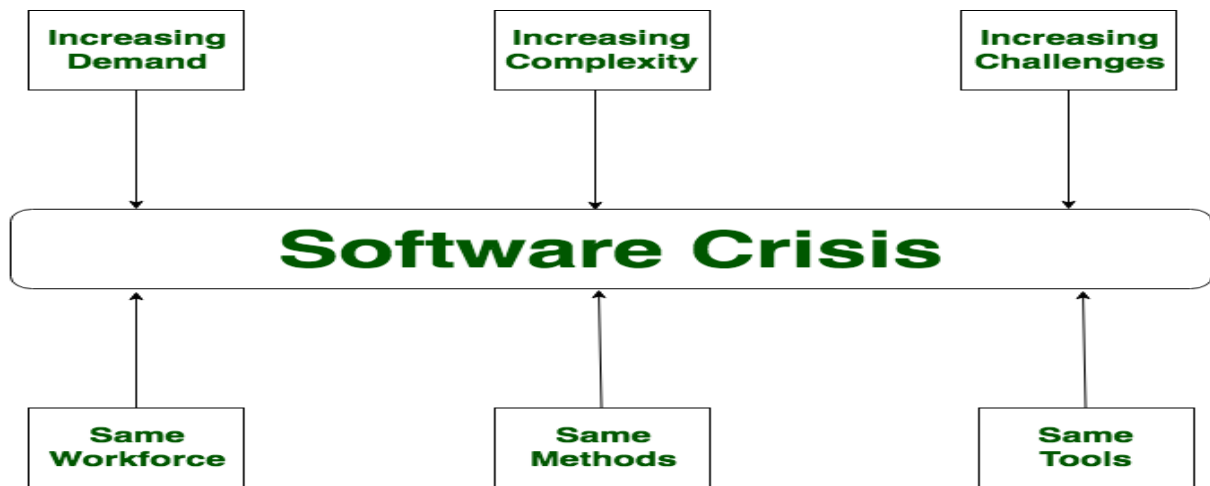 Increasing
Demand
Increasing
Complexity
Increasing
Challenges
Software Crisis
Same
Workforce
Same
Methods
Same
Tools